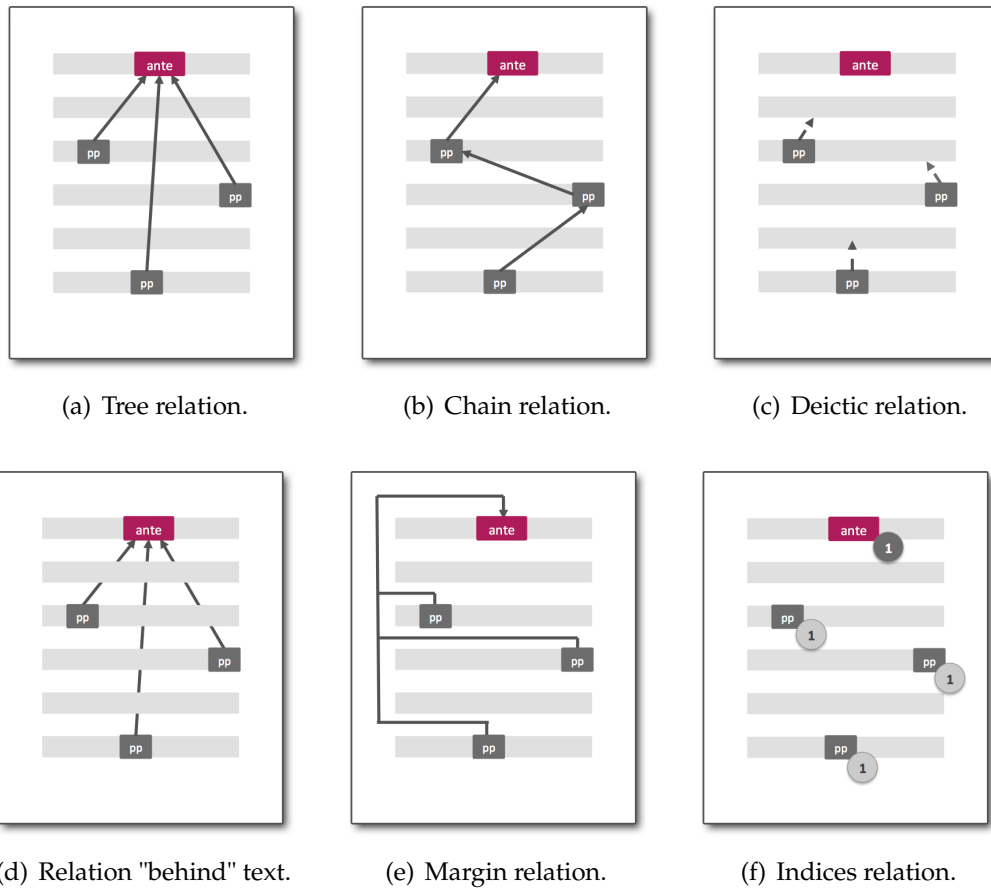 ante
pp
pp
pp
(a) Tree relation.
ante
pp
pp
pp
(b) Chain relation.
ante
pp
pp
pp
(c) Deictic relation.
ante
pp
pp
pp
d) Relation "behind" text.
ante
pp
pp
pp
(e) Margin relation.
ante
1
pp
1
pp
1
pp
1
(f) Indices relation.